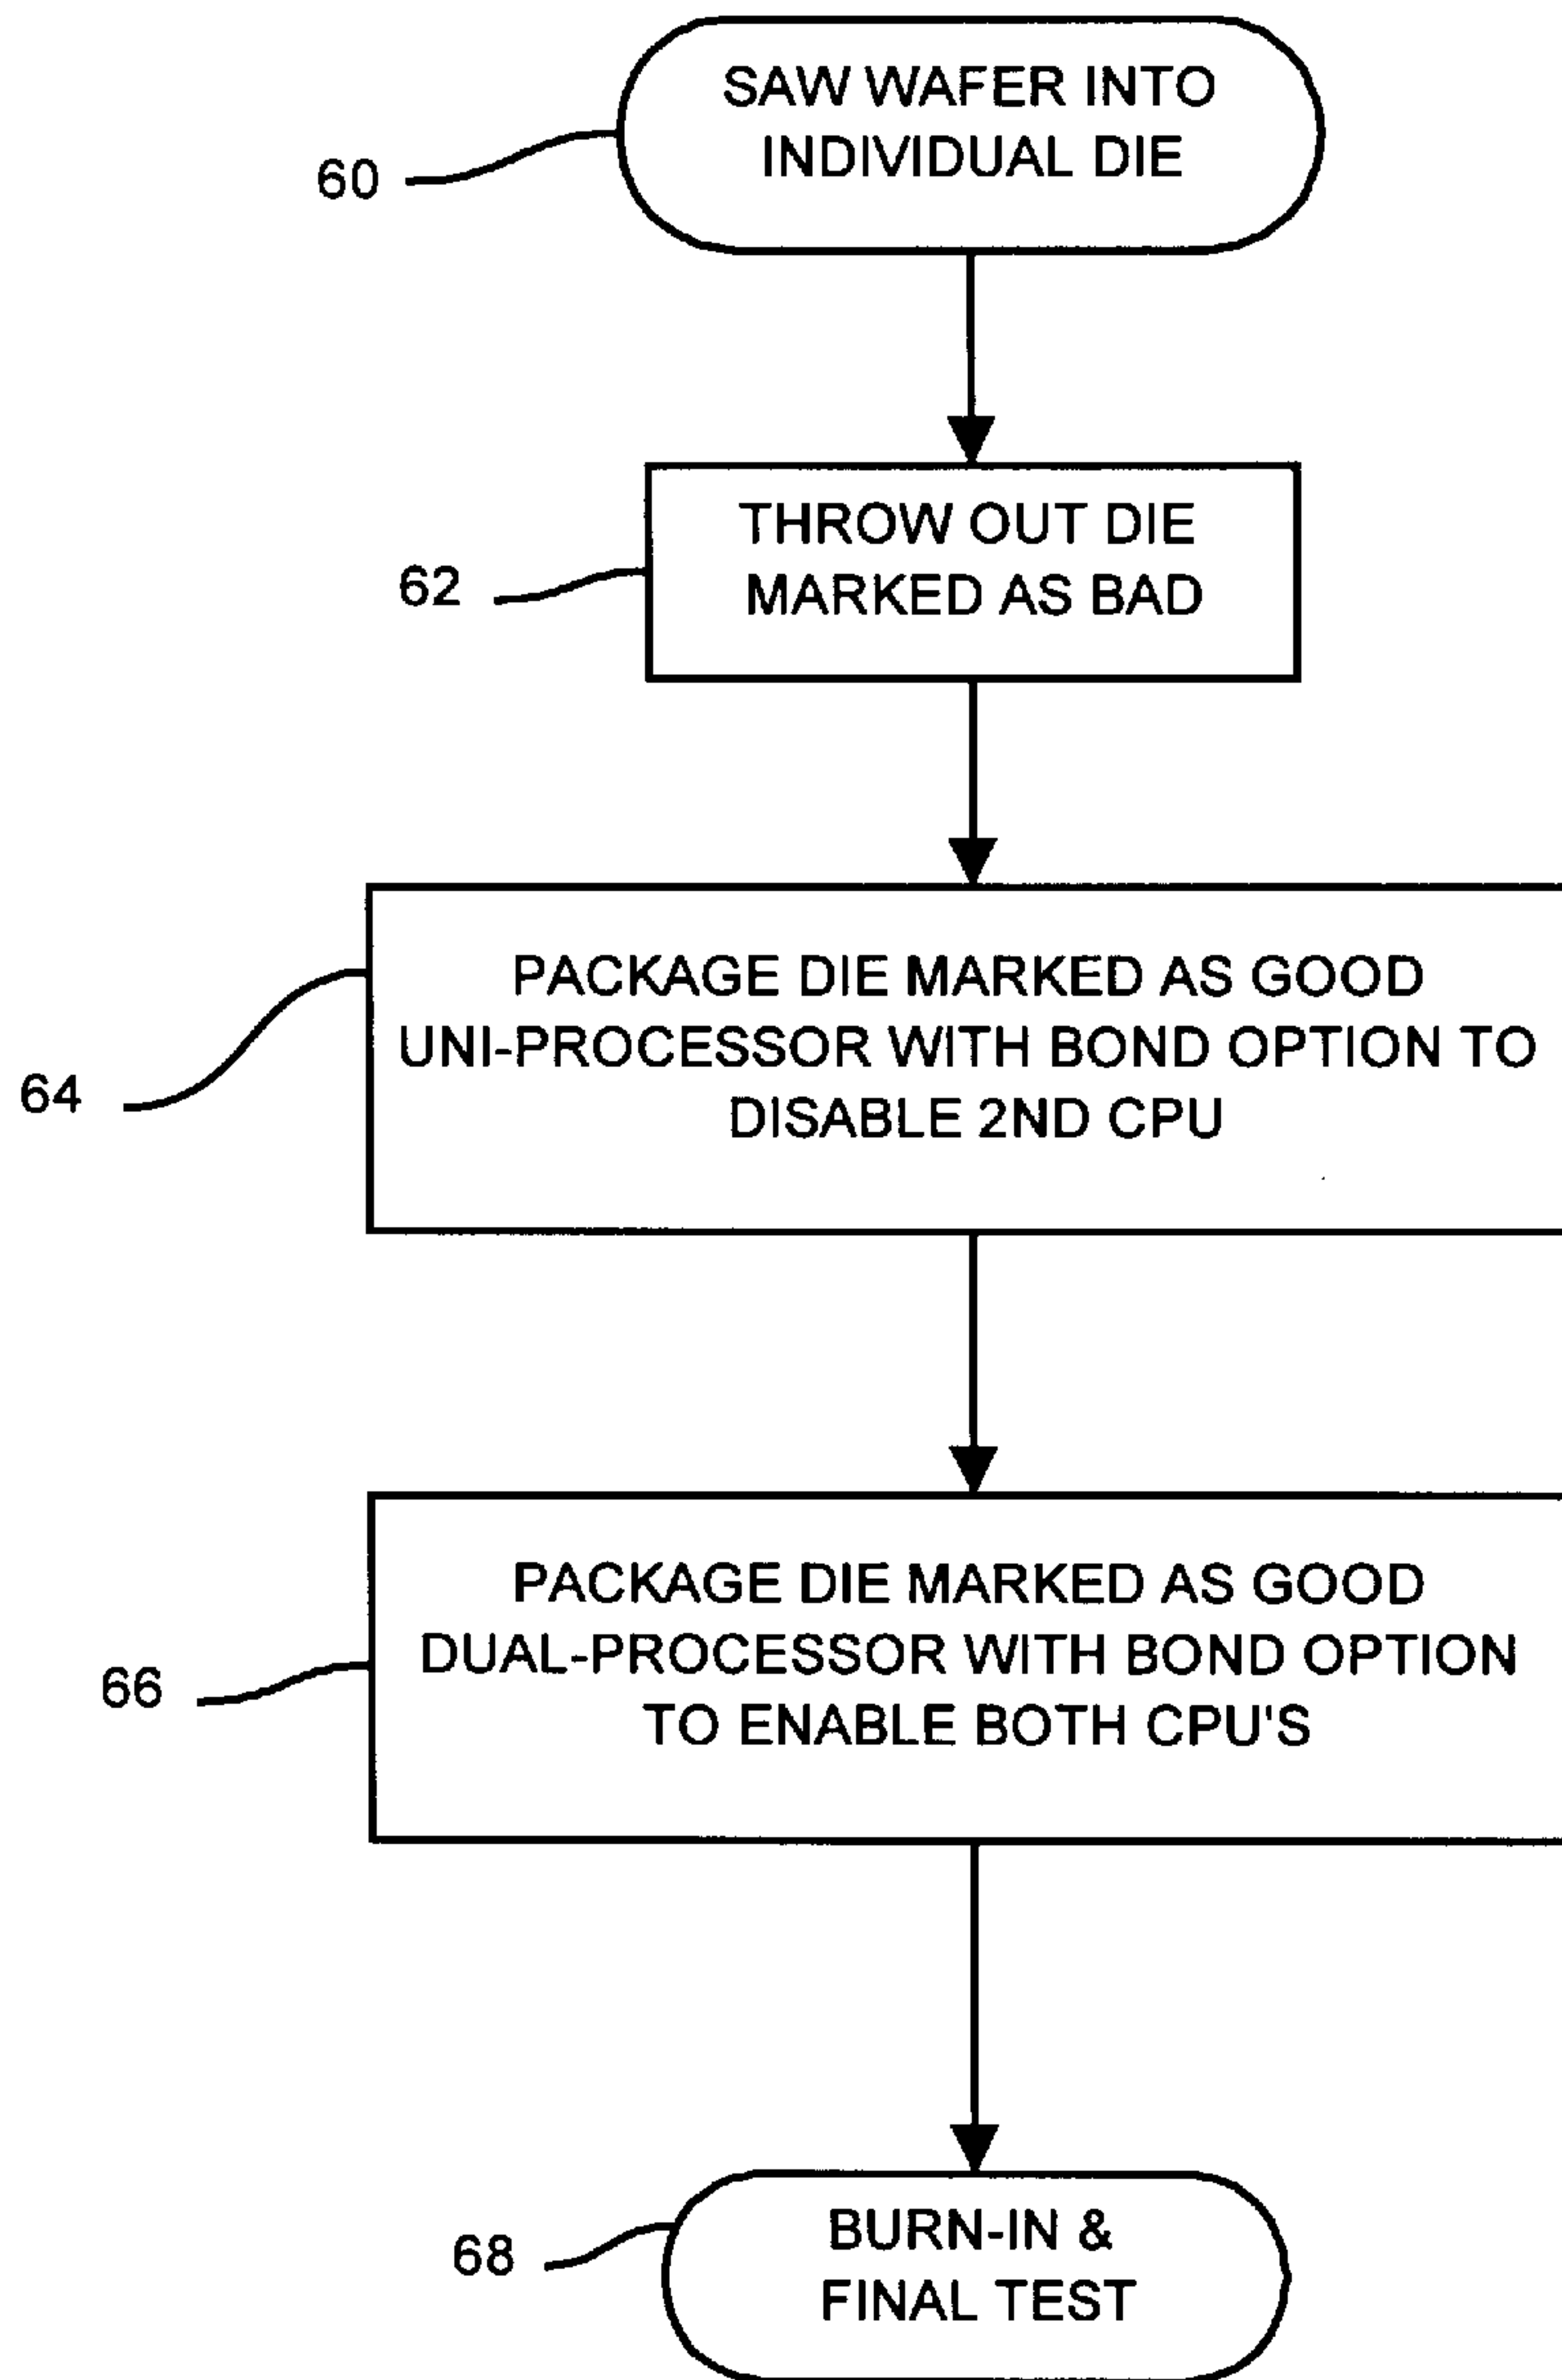 SAW WAFER INTO
INDIVIDUAL DIE
60
THROW OUT DIE
MARKED AS BAD
62
PACKAGE DIE MARKED AS GOOD
UNI-PROCESSOR WITH BOND OPTION TO
DISABLE 2ND CPU
64
PACKAGE DIE MARKED AS GOOD
DUAL-PROCESSOR WITH BOND OPTION
TO ENABLE BOTH CPU'S
66
BURN-IN &
FINAL TEST
68